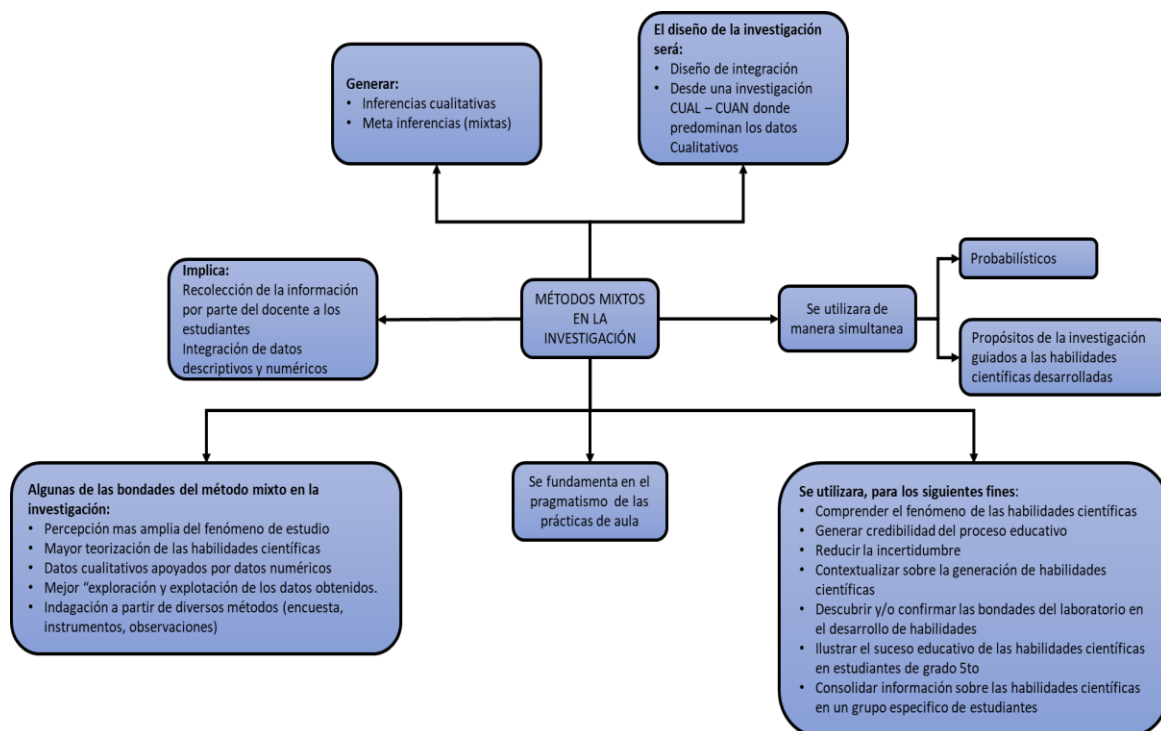 Generar:
• Inferencias cualitativas
• Meta inferencias (mixtas)
El diseño de la investigación
será:
• Diseño de integración
• Desde una investigación
CUAL – CUAN donde
predominan los datos
Cualitativos
Implica:
Recolección de la información
por parte del docente a los
estudiantes
Integración de datos
descriptivos y numéricos
MÉTODOS MIXTOS
EN LA
INVESTIGACIÓN
Se utilizara de
manera simultanea
Probabilísticos
Propósitos de la investigación
guiados a las habilidades
científicas desarrolladas
Algunas de las bondades del método mixto en la
investigación:
• Percepción mas amplia del fenómeno de estudio
• Mayor teorización de las habilidades científicas
• Datos cualitativos apoyados por datos numéricos
• Mejor “exploración y explotación de los datos obtenidos.
• Indagación a partir de diversos métodos (encuesta,
instrumentos, observaciones)
Se fundamenta en el
pragmatismo de las
prácticas de aula
Se utilizara, para los siguientes fines:
• Comprender el fenómeno de las habilidades científicas
• Generar credibilidad del proceso educativo
• Reducir la incertidumbre
• Contextualizar sobre la generación de habilidades
científicas
• Descubrir y/o confirmar las bondades del laboratorio en
el desarrollo de habilidades
• Ilustrar el suceso educativo de las habilidades científicas
en estudiantes de grado 5to
• Consolidar información sobre las habilidades científicas
en un grupo especifico de estudiantes